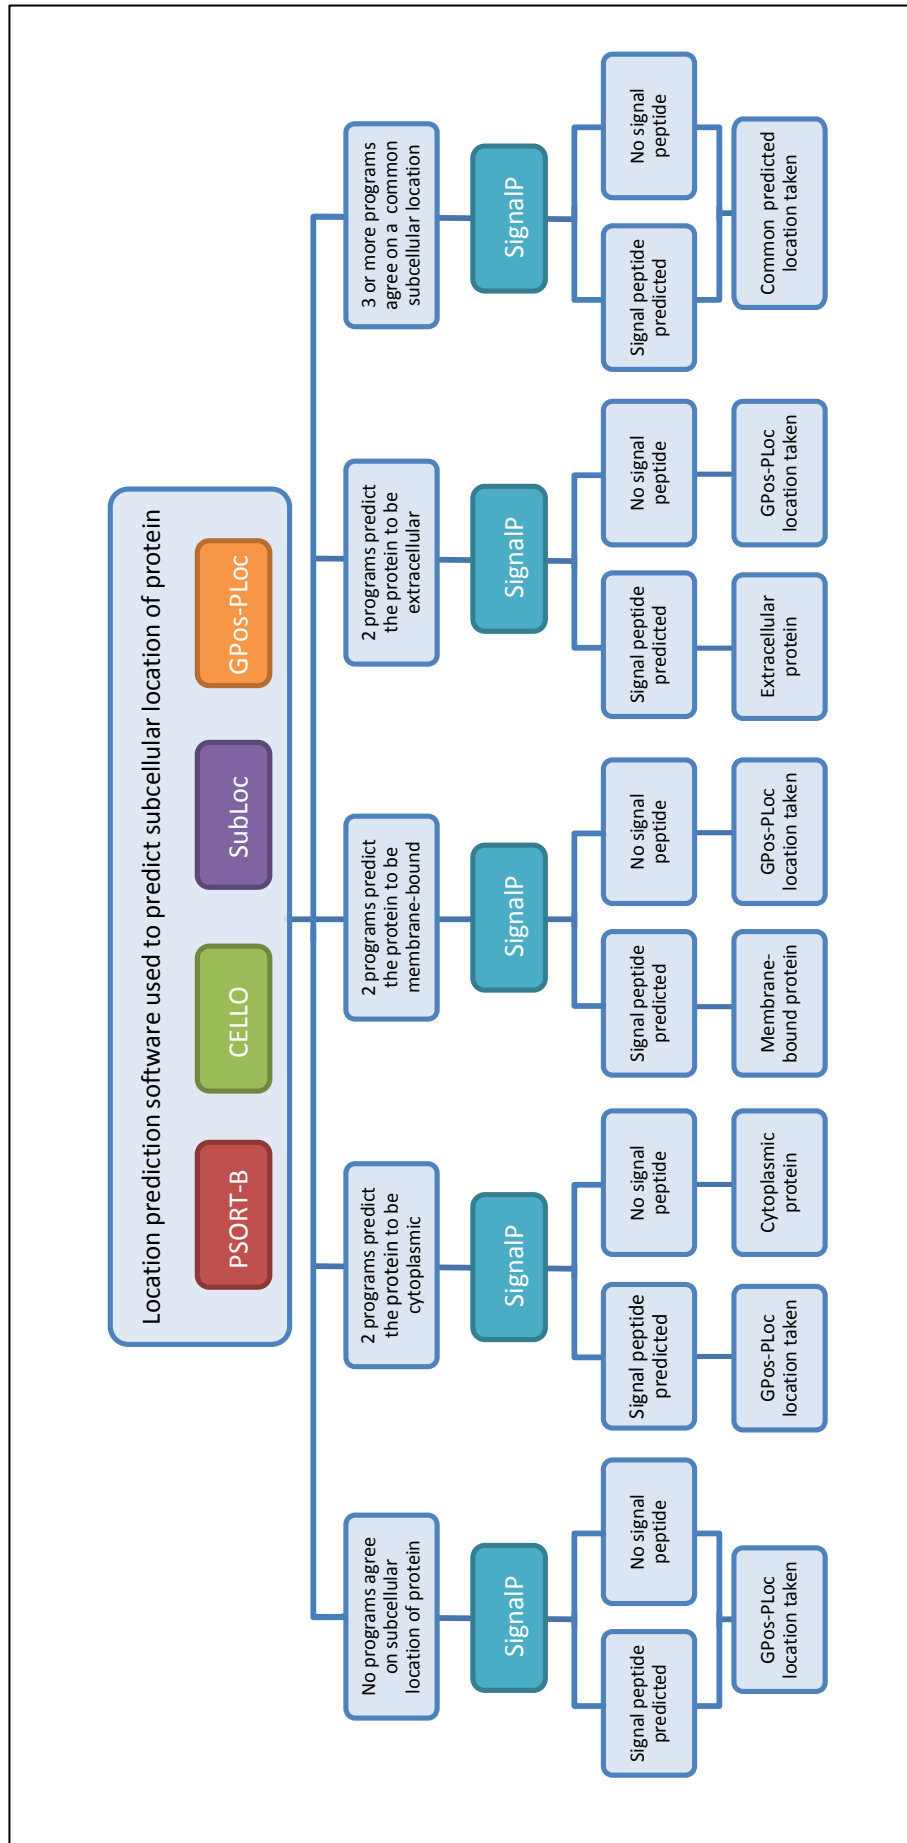 Location prediction software used to predict subcellular location of protein
PSORT-B
CELLO
SubLoc
GPos-PLoc
No programs agree
on subcellular
location of protein
2 programs predict
the protein to be
cytoplasmic
2 programs predict
the protein to be
membrane-bound
2 programs predict
the protein to be
extracellular
3 or more programs
agree on a common
subcellular location
SignalP
SignalP
SignalP
SignalP
SignalP
Signal peptide
predicted
No signal
peptide
Signal peptide
predicted
No signal
peptide
Signal peptide
predicted
No signal
peptide
Signal peptide
predicted
No signal
peptide
Signal peptide
predicted
No signal
peptide
GPos-PLoc
location taken
GPos-PLoc
location taken
Cytoplasmic
protein
Membrane-
bound protein
GPos-PLoc
location taken
Extracellular
protein
GPos-PLoc
location taken
Common predicted
location taken